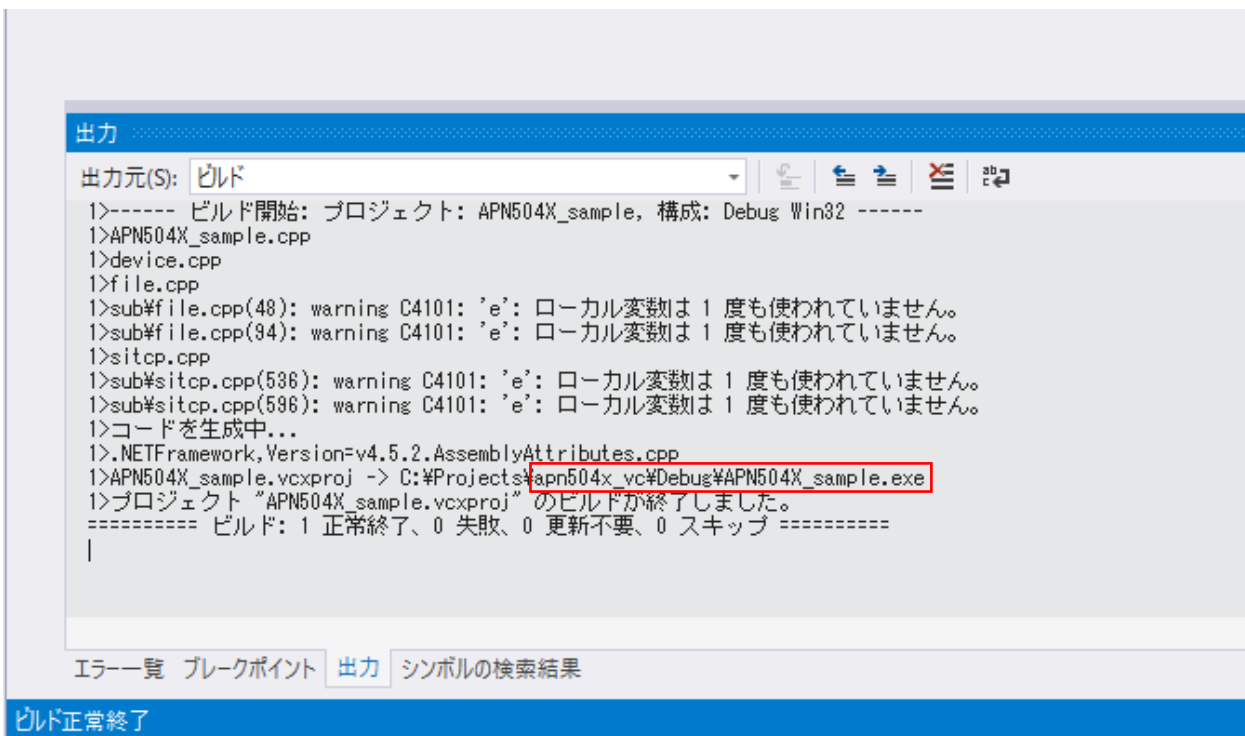 出力
出力元(S): ビルド
1>------ ビルド開始: プロジェクト: APN504X_sample, 構成: Debug Win32 ------
1>APN504X_sample.cpp
1>device.cpp
1>file.cpp
1>sub¥file.cpp(48): warning C4101: 'e': ローカル変数は 1 度も使われていません。
1>sub¥file.cpp(94): warning C4101: 'e': ローカル変数は 1 度も使われていません。
1>sitcp.cpp
1>sub¥sitcp.cpp(536): warning C4101: 'e': ローカル変数は 1 度も使われていません。
1>sub¥sitcp.cpp(596): warning C4101: 'e': ローカル変数は 1 度も使われていません。
1>コードを生成中...
1>.NETFramework,Version=v4.5.2.AssemblyAttributes.cpp
1>APN504X_sample.vcxproj -> C:¥Projects¥apn504x_vc¥Debug¥APN504X_sample.exe
1>プロジェクト "APN504X_sample.vcxproj" のビルドが終了しました。
========== ビルド: 1 正常終了、0 失敗、0 更新不要、0 スキップ ==========
エラー一覧 ブレークポイント 出力 シンボルの検索結果
ビルド正常終了